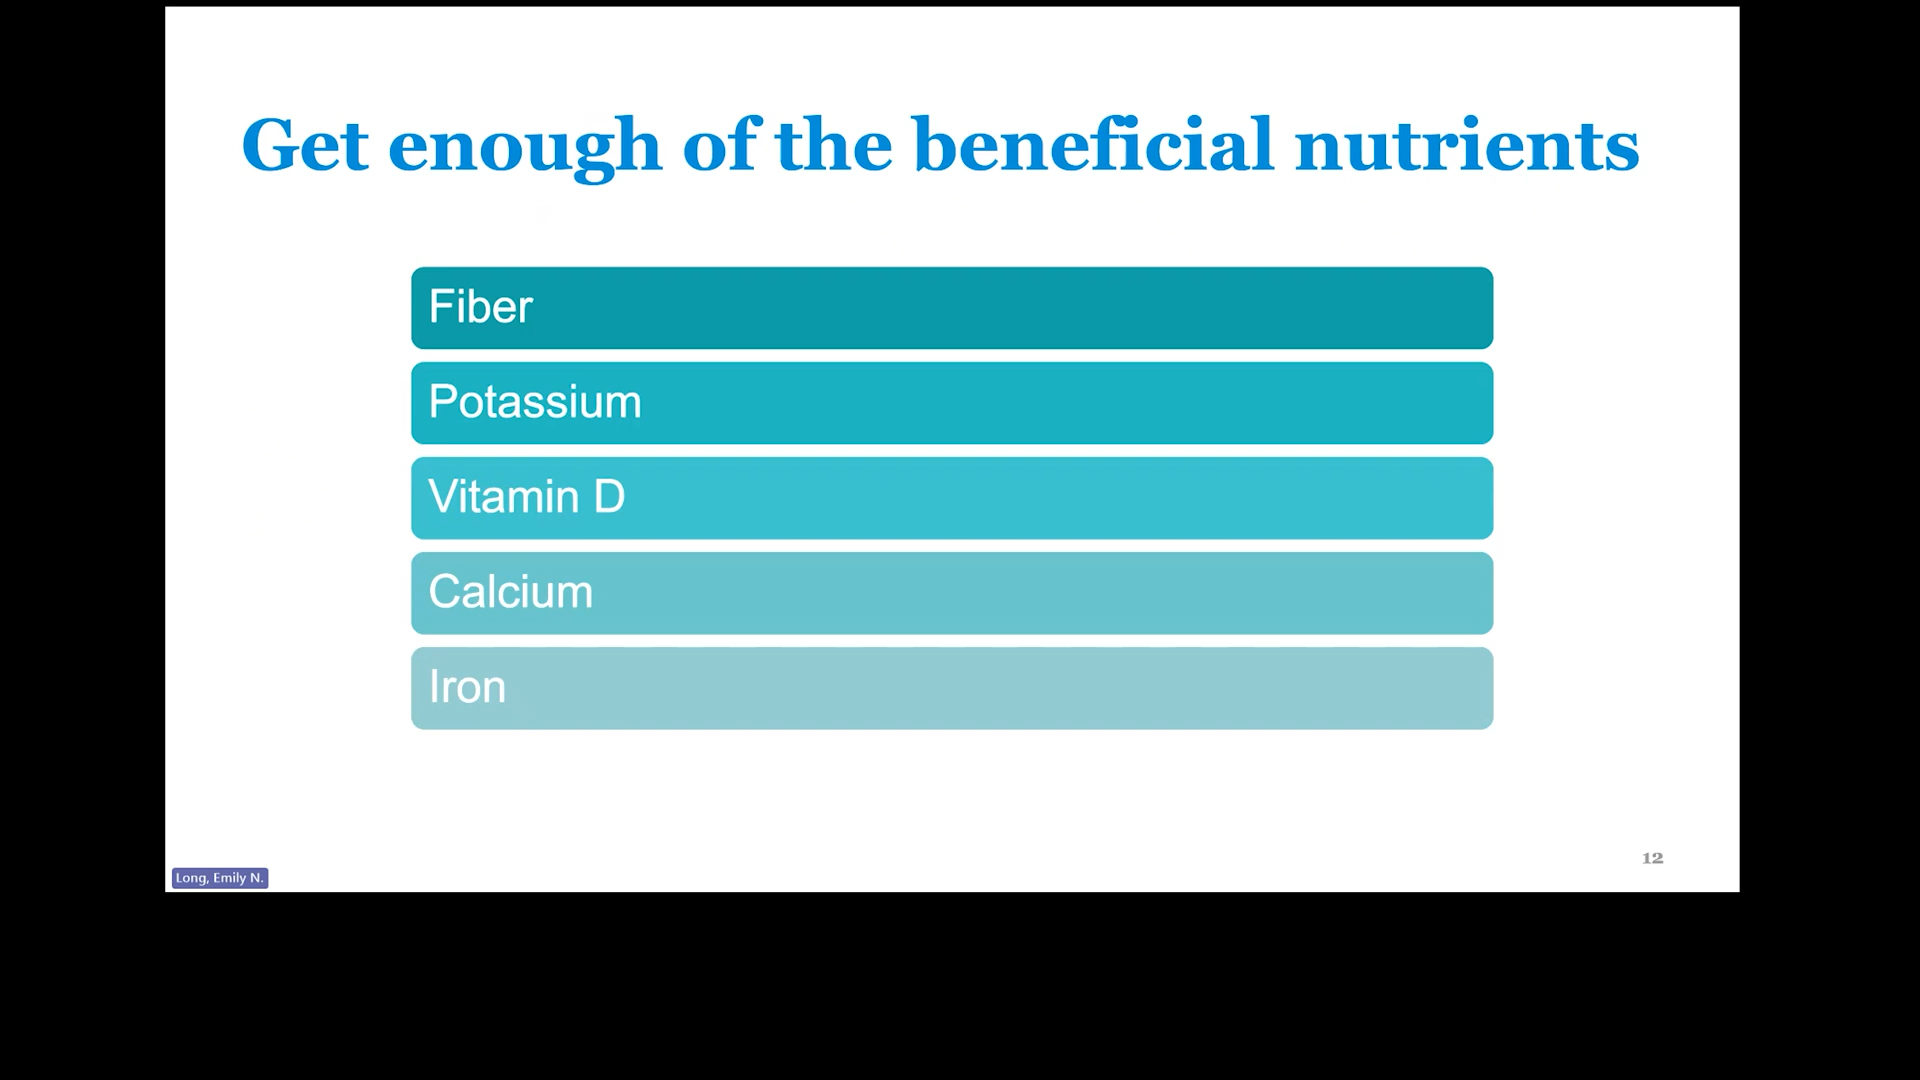 Get enough of the beneficial nutrients
Fiber
Potassium
Vitamin D
Calcium
Iron
12
Long, Emily N.